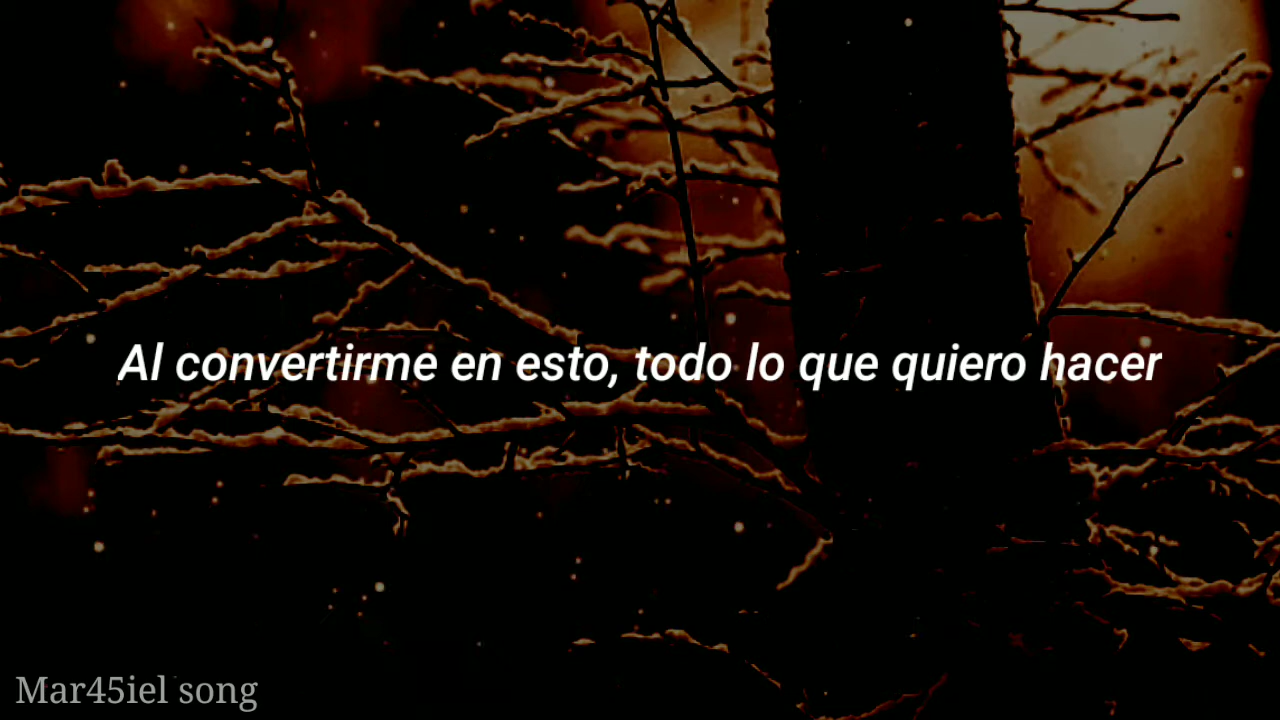 Al convertirme en esto, todo lo que quiero hacer
Mar45iel song